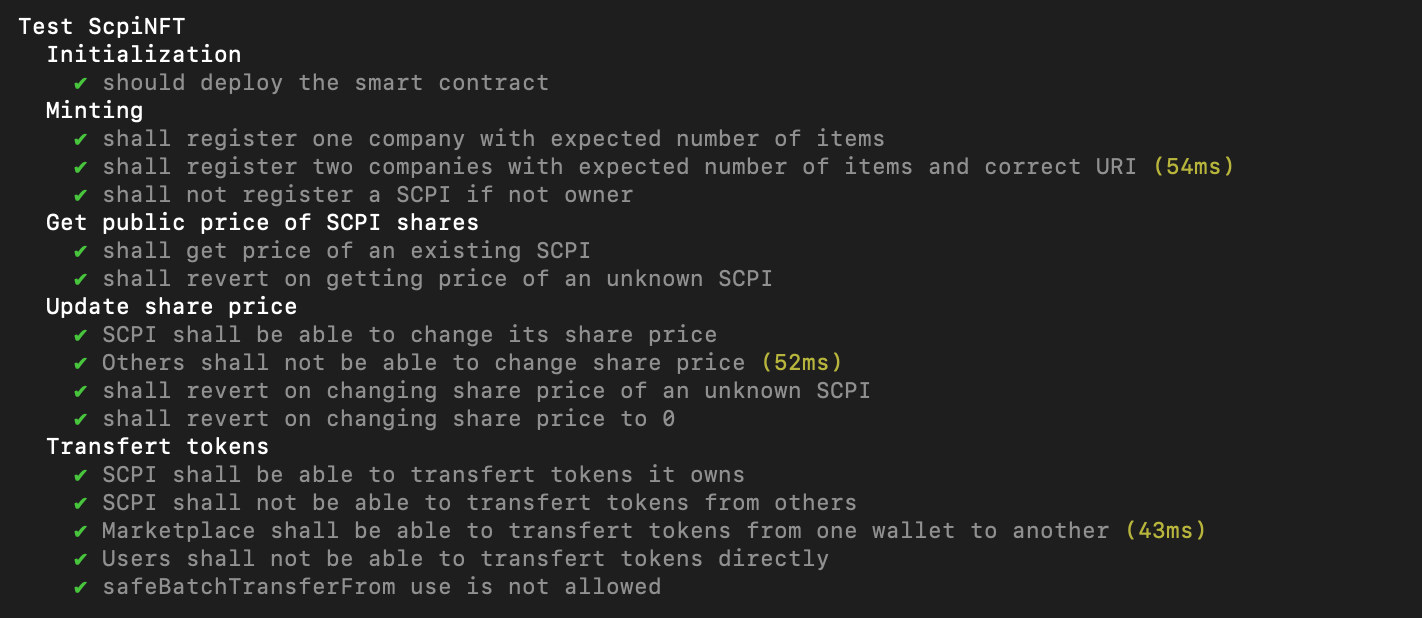 Test ScpiNFT
Initialization
✔ should deploy the smart contract
Minting
✔ shall register one company with expected number of items
✔ shall register two companies with expected number of items and correct URI (54ms)
✔ shall not register a SCPI if not owner
Get public price of SCPI shares
✔ shall get price of an existing SCPI
✔ shall revert on getting price of an unknown SCPI
Update share price
✔ SCPI shall be able to change its share price
✔ Others shall not be able to change share price (52ms)
✔ shall revert on changing share price of an unknown SCPI
✔ shall revert on changing share price to 0
Transfert tokens
✔ SCPI shall be able to transfert tokens it owns
✔ SCPI shall not be able to transfert tokens from others
✔ Marketplace shall be able to transfert tokens from one wallet to another (43ms)
✔ Users shall not be able to transfert tokens directly
✔ safeBatchTransferFrom use is not allowed